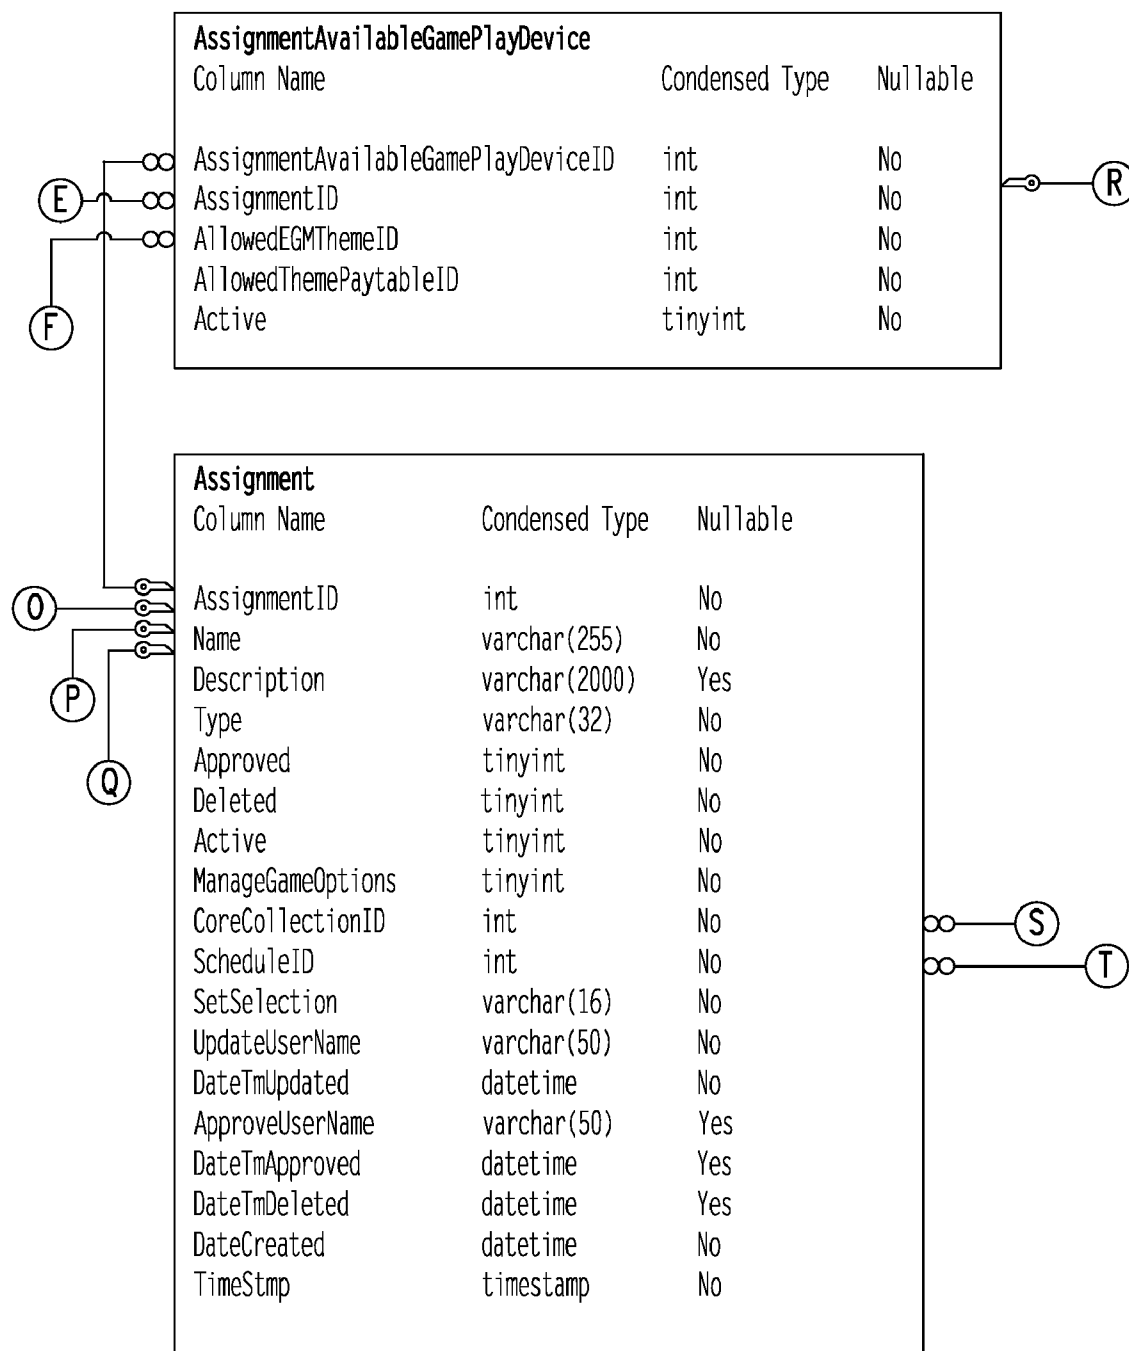 AssignmentAvailableGamePlayDevice
Column Name Condensed Type Nullable
AssignmentAvailableGamePlayDeviceID int No
E AssignmentID int No
R
AllowedEGMThemeID int No
AllowedThemePaytableID int No
F Active tinyint No
Assignment
Column Name Condensed Type Nullable
AssignmentID int No
O
Name varchar(255) No
Description varchar(2000) Yes
P
Type varchar(32) No
Approved tinyint No
Q
Deleted tinyint No
Active tinyint No
ManageGameOptions tinyint No
CoreCollectionID int No S
ScheduleID int No T
SetSelection varchar(16) No
UpdateUserName varchar(50) No
DateTmUpdated datetime No
ApproveUserName varchar(50) Yes
DateTmApproved datetime Yes
DateTmDeleted datetime Yes
DateCreated datetime No
TimeStmp timestamp No